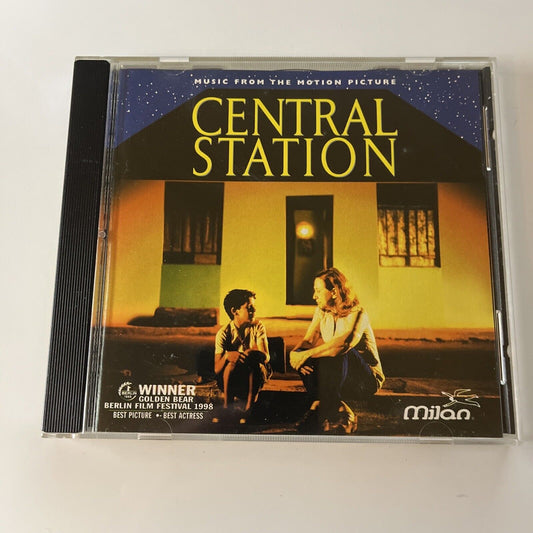 MUSIC FROM THE MOTION PICTURE
CENTRAL
STATION
WINNER
GOLDEN BEAR
BERLIN FILM FESTIVAL 1998
BEST PICTURE •• BEST ACTRESS
milan